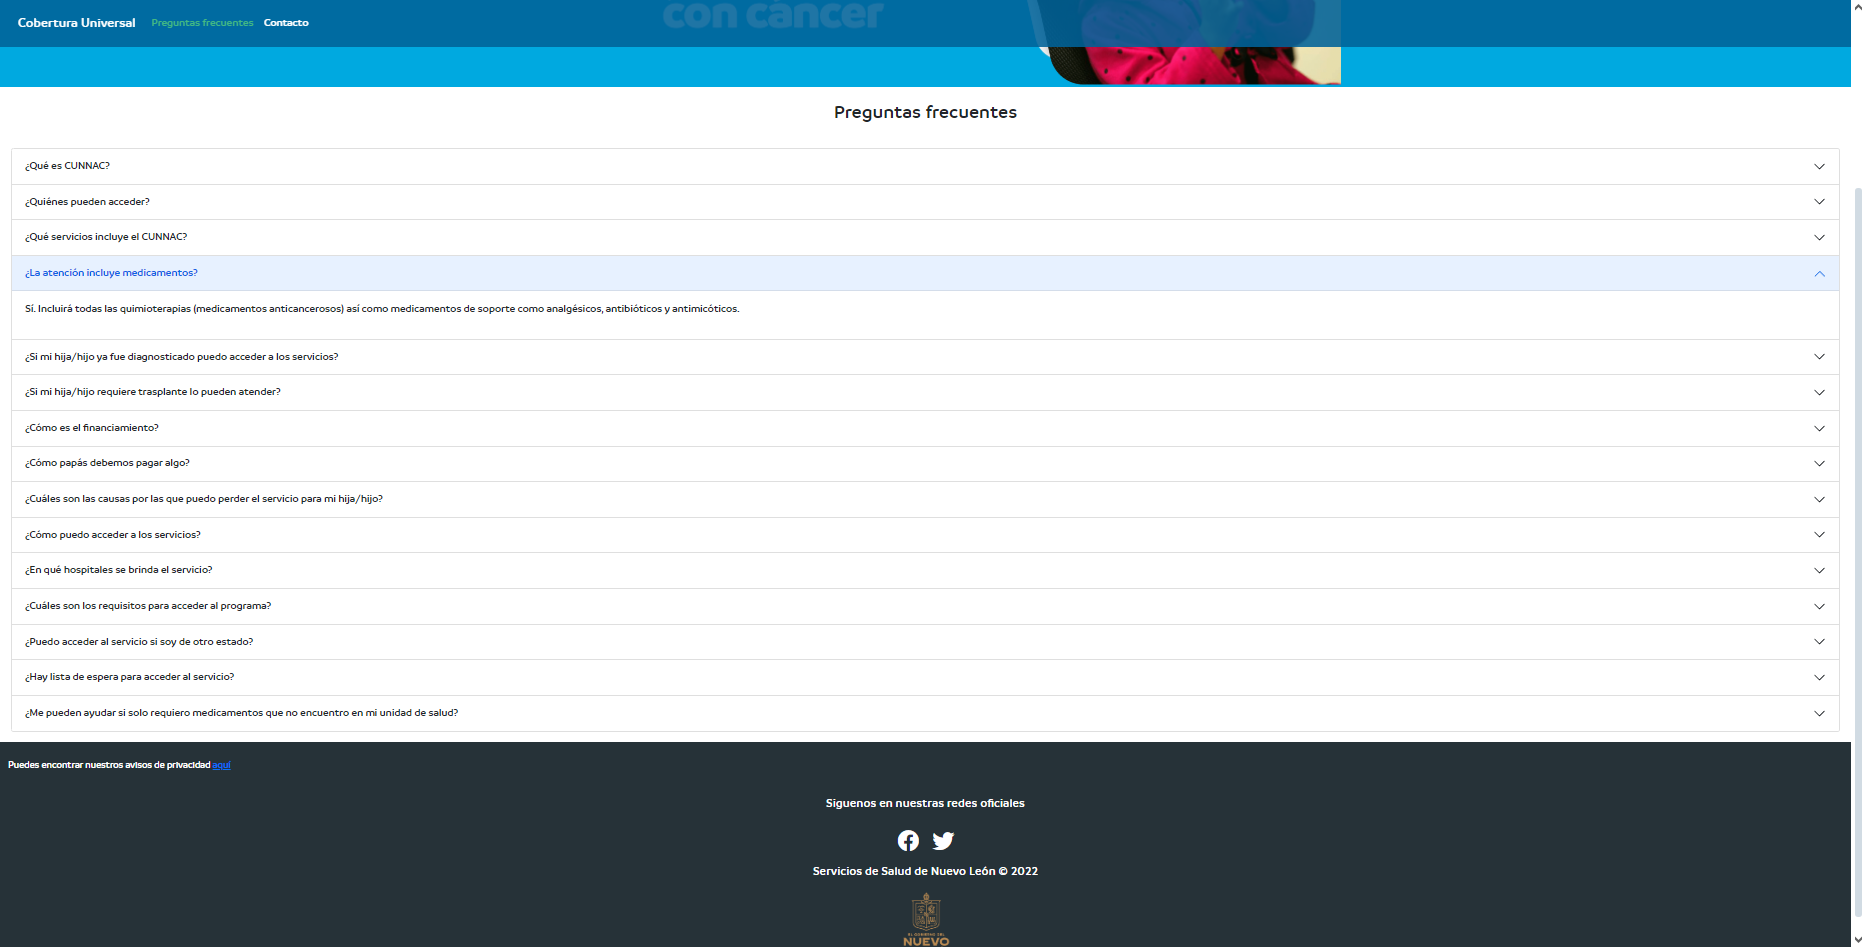 con cáncer
Cobertura Universal
Preguntas frecuentes
Contacto
Preguntas frecuentes
¿Qué es CUNNAC?
¿Quiénes pueden acceder?
¿Qué servicios incluye el CUNNAC?
¿La atención incluye medicamentos?
Sí. Incluirá todas las quimioterapias (medicamentos anticancerosos) así como medicamentos de soporte como analgésicos, antibióticos y antimicóticos.
¿Si mi hija/hijo ya fue diagnosticado puedo acceder a los servicios?
¿Si mi hija/hijo requiere trasplante lo pueden atender?
¿Cómo es el financiamiento?
¿Cómo papás debemos pagar algo?
¿Cuáles son las causas por las que puedo perder el servicio para mi hija/hijo?
¿Cómo puedo acceder a los servicios?
¿En qué hospitales se brinda el servicio?
¿Cuáles son los requisitos para acceder al programa?
¿Puedo acceder al servicio si soy de otro estado?
¿Hay lista de espera para acceder al servicio?
¿Me pueden ayudar si solo requiero medicamentos que no encuentro en mi unidad de salud?
Puedes encontrar nuestros avisos de privacidad aquí
Síguenos en nuestras redes oficiales
Servicios de Salud de Nuevo León © 2022
EL GOBIERNO DEL
NUEVO